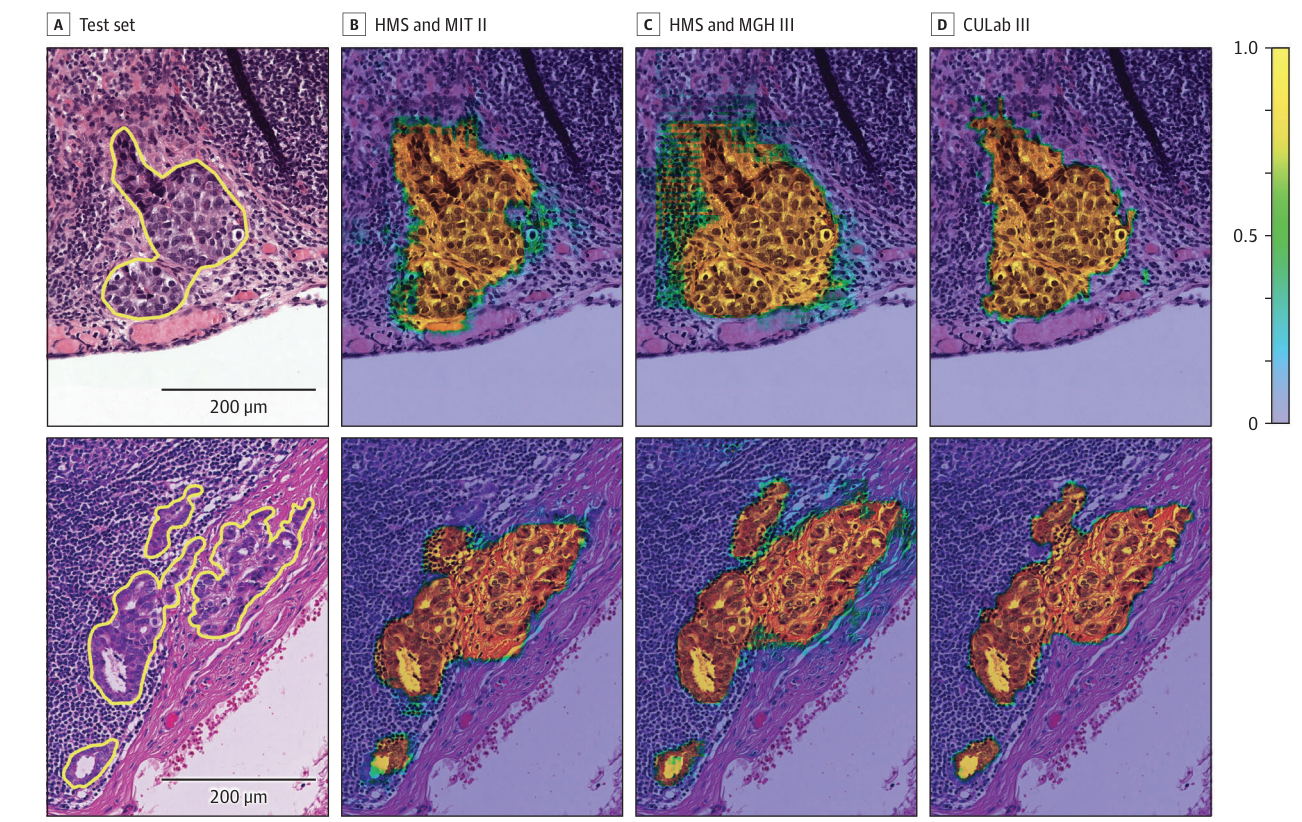 A Test set
B HMS and MIT II
C HMS and MGH III
D CULab III
1.0
0.5
0
200 µm
200 µm